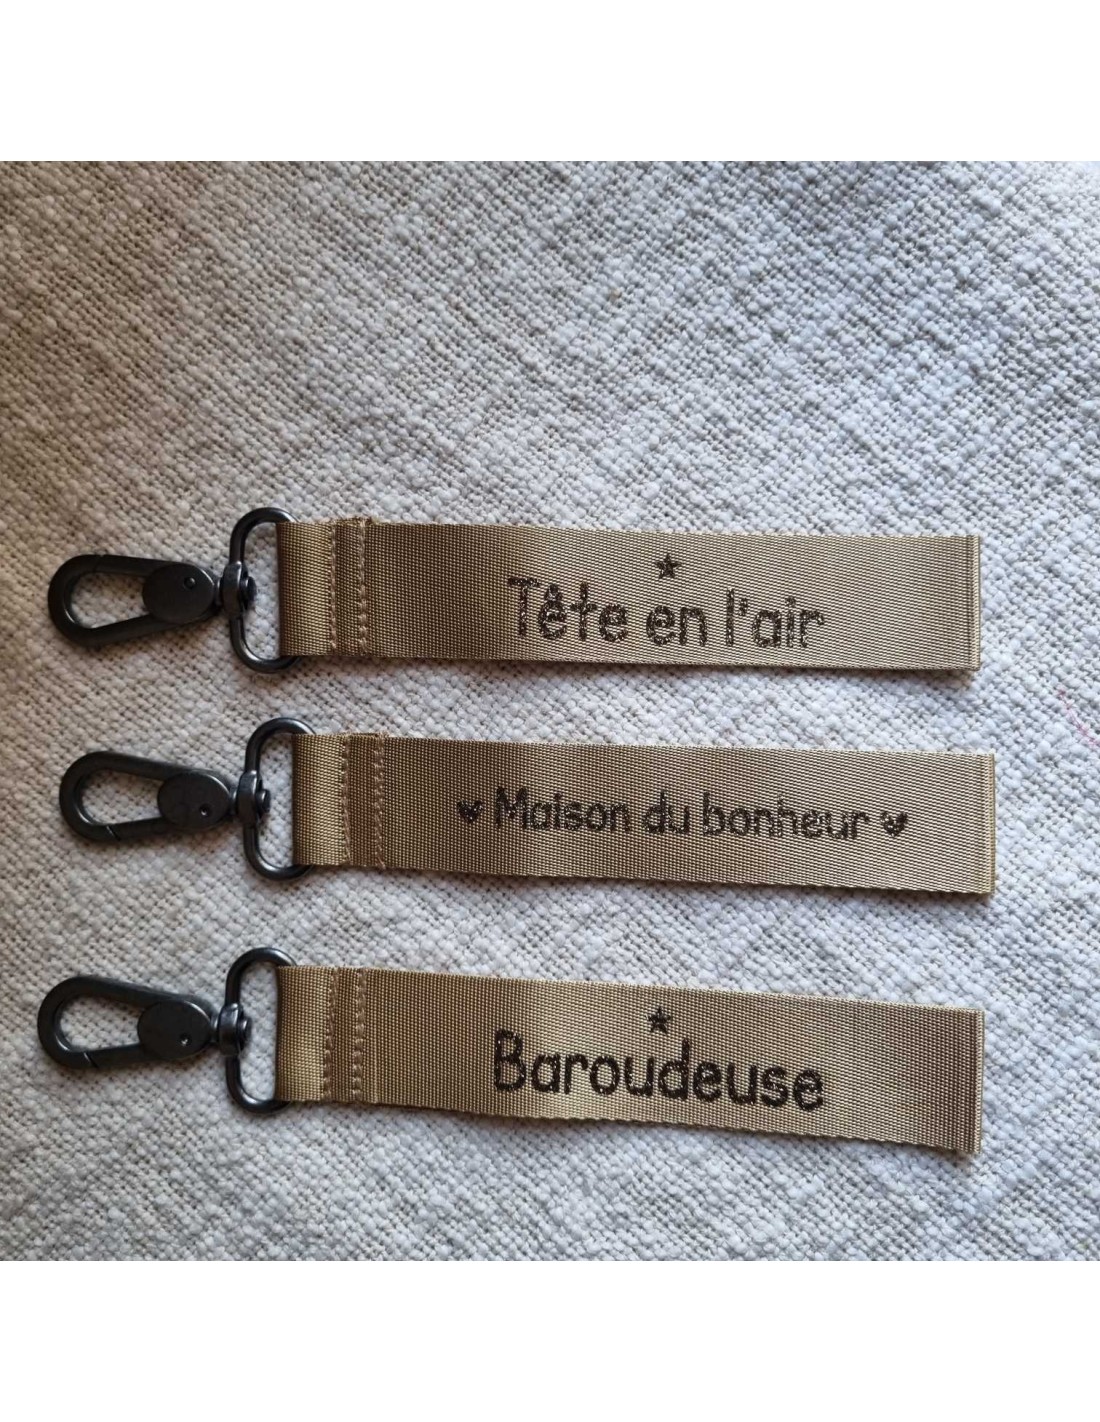 Tête en l'air
Maison du bonheur
Baroudeuse